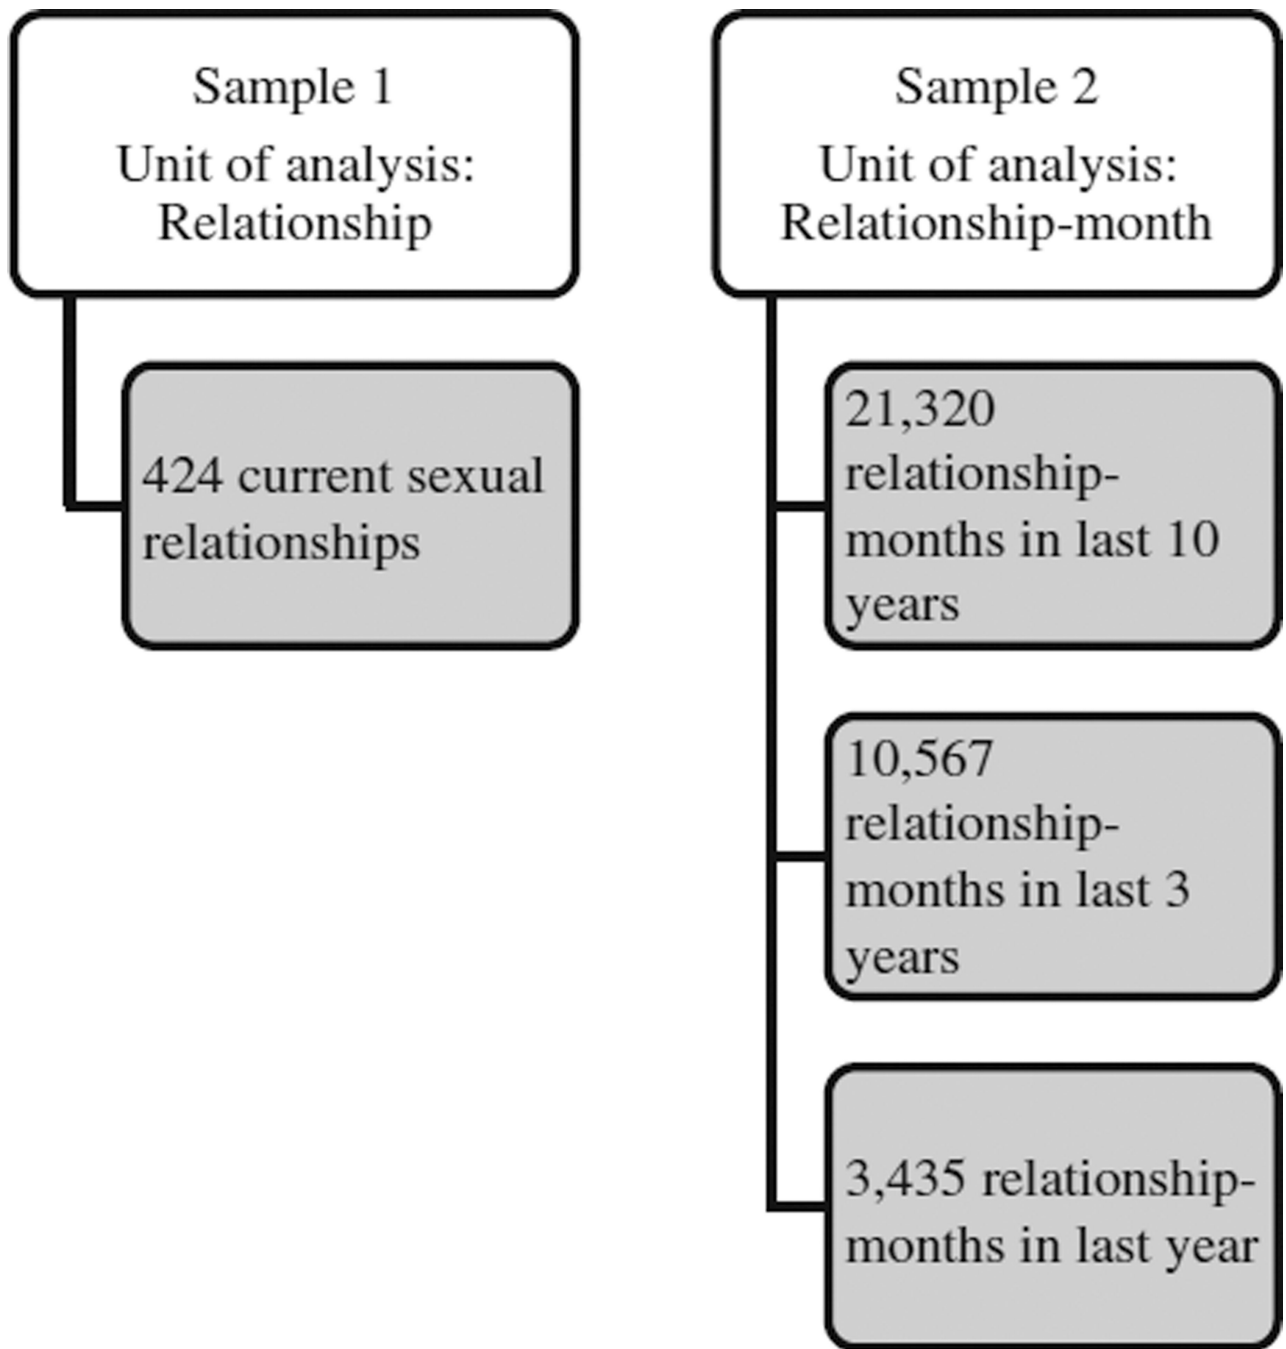 Sample 1
Unit of analysis:
Relationship
424 current sexual
relationships
Sample 2
Unit of analysis:
Relationship-month
21,320
relationship-
months in last 10
years
10,567
relationship-
months in last 3
years
3,435 relationship-
months in last year